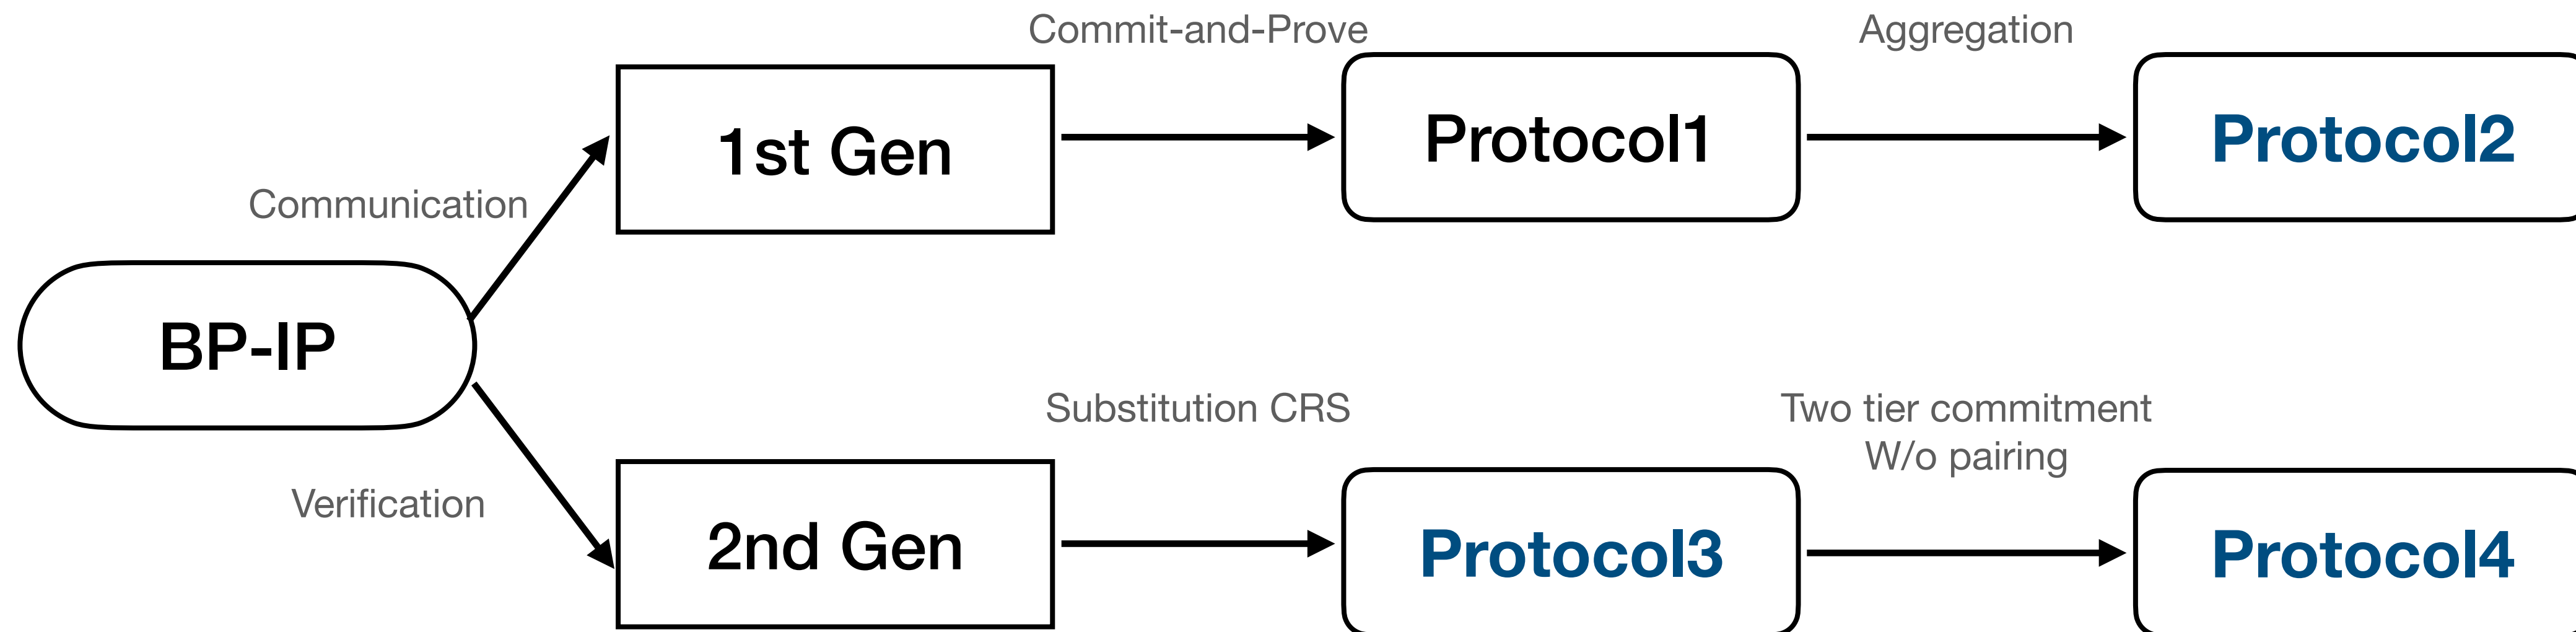 Commit-and-Prove
Aggregation
1st Gen
Protocol1
Protocol2
Communication
BP-IP
Substitution CRS
Two tier commitment
W/o pairing
Verification
2nd Gen
Protocol3
Protocol4